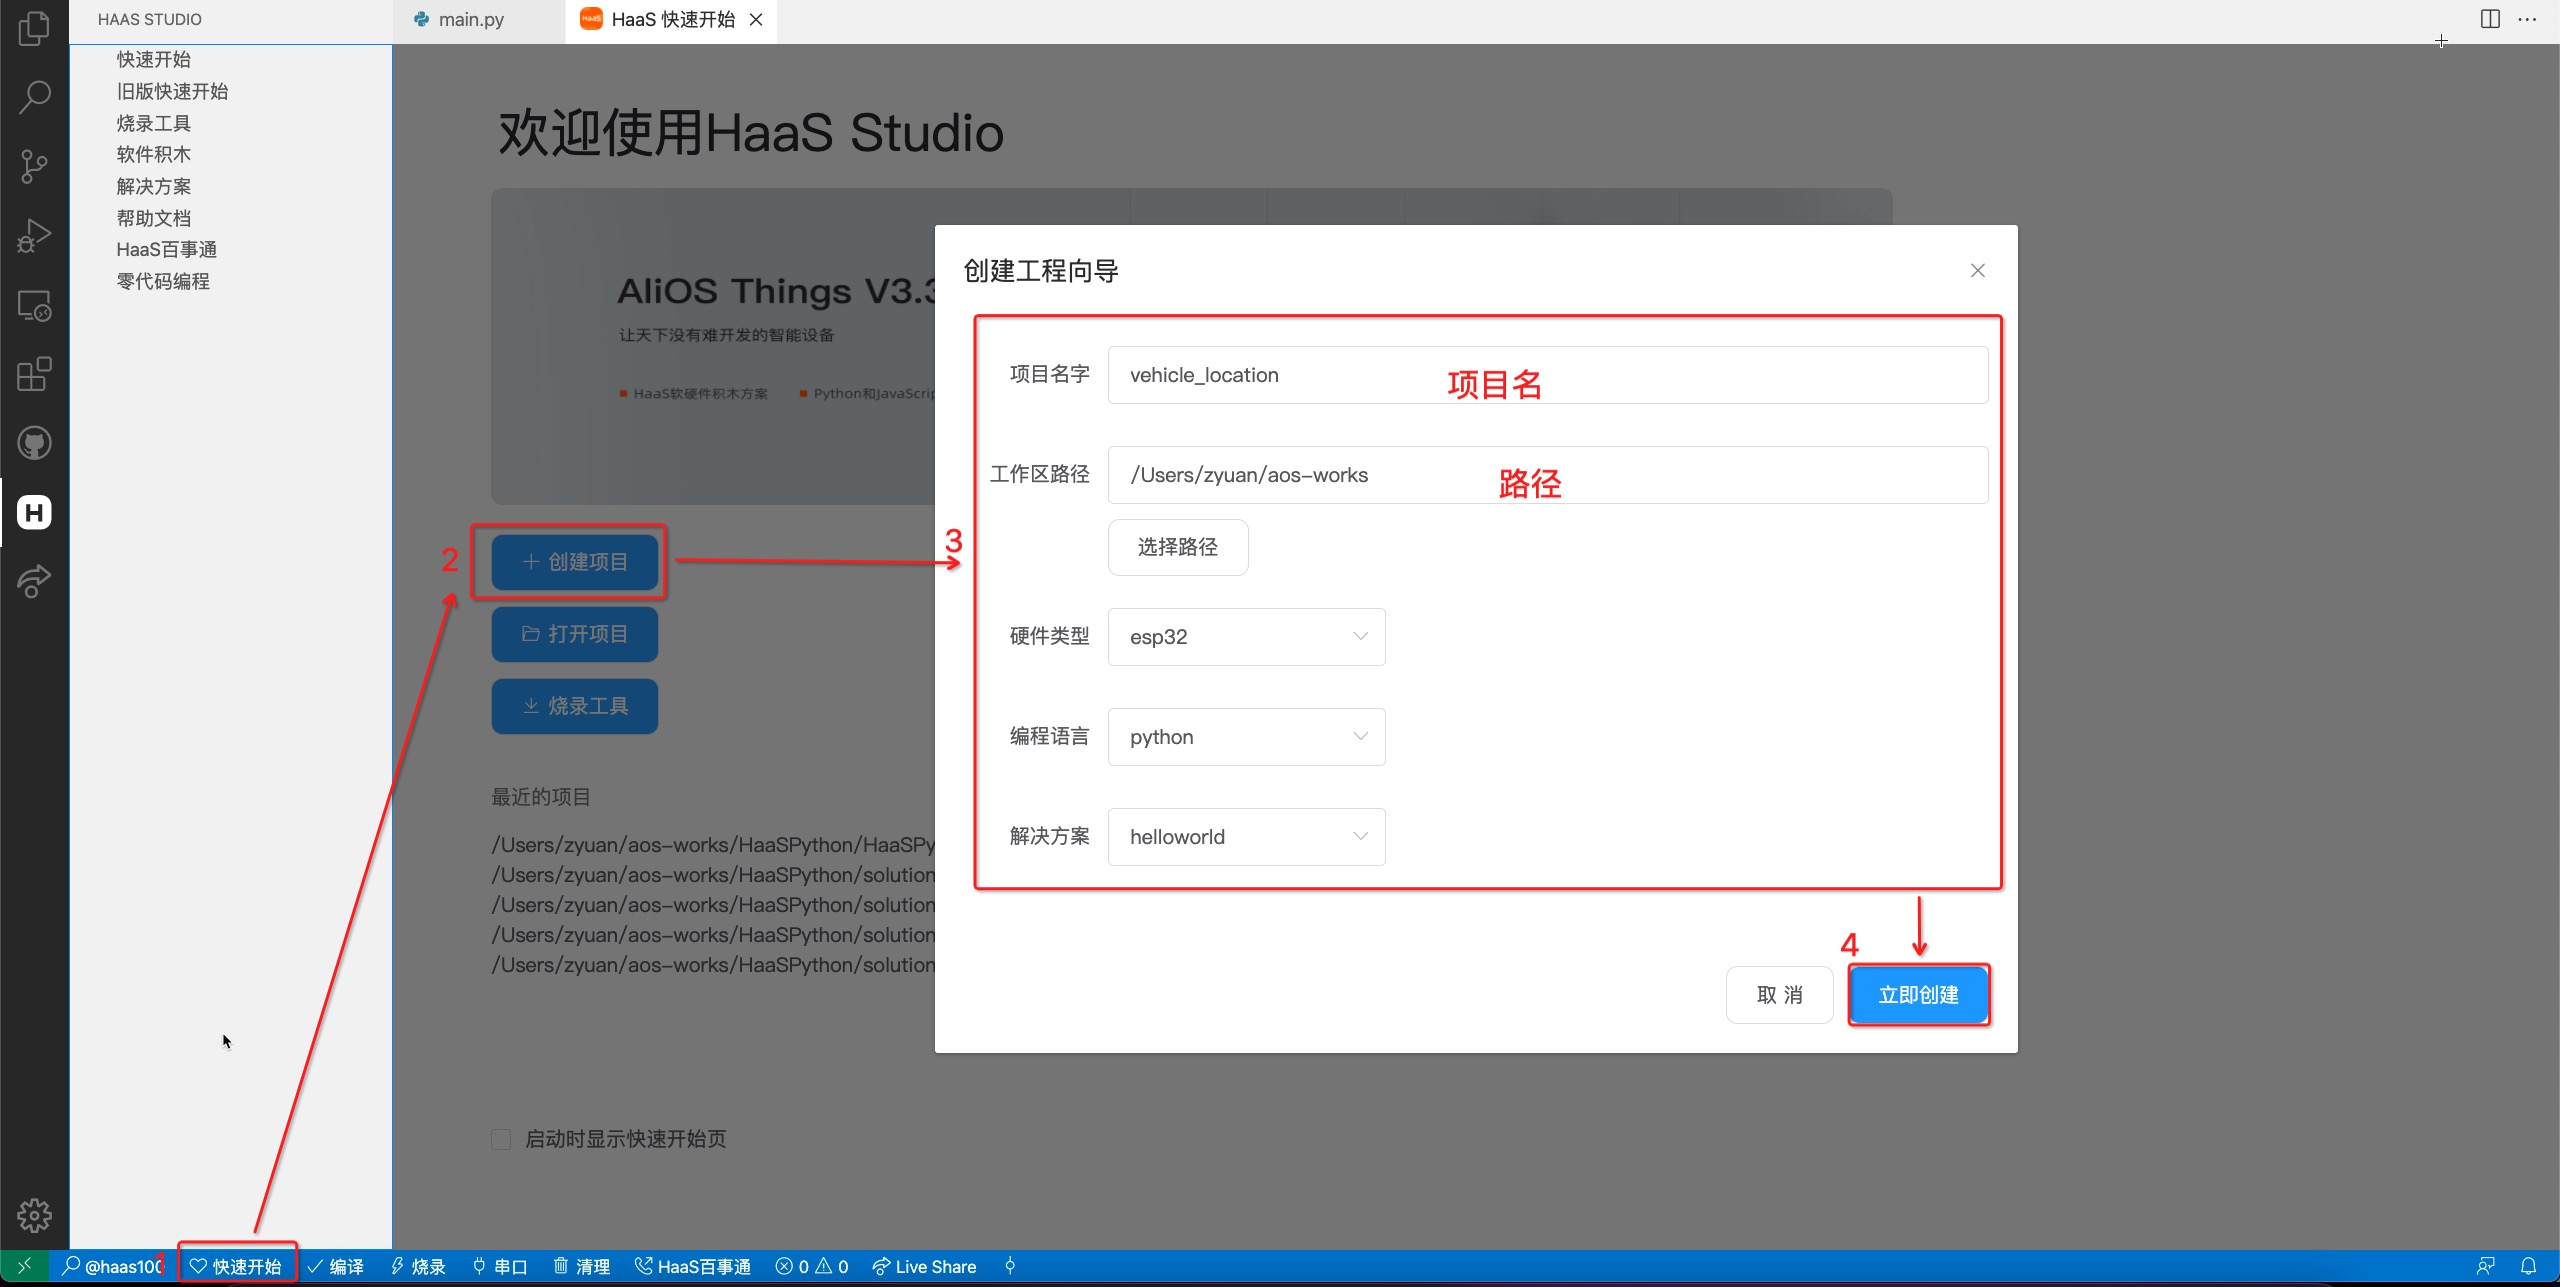 HAAS STUDIO
main.py
HaaS 快速开始
快速开始
旧版快速开始
烧录工具
软件积木
解决方案
帮助文档
HaaS百事通
零代码编程
欢迎使用HaaS Studio
AliOS Things V3.3
让天下没有难开发的智能设备
HaaS软硬件积木方案
Python和JavaScrip
2
+ 创建项目
打开项目
烧录工具
最近的项目
/Users/zyuan/aos-works/HaaSPython/HaaSPy
/Users/zyuan/aos-works/HaaSPython/solution
/Users/zyuan/aos-works/HaaSPython/solution
/Users/zyuan/aos-works/HaaSPython/solution
/Users/zyuan/aos-works/HaaSPython/solution
启动时显示快速开始页
创建工程向导
3
项目名字
vehicle_location
项目名
工作区路径
/Users/zyuan/aos-works
路径
选择路径
硬件类型
esp32
编程语言
python
解决方案
helloworld
4
取 消
立即创建
@haas100
1
快速开始
编译
烧录
串口
清理
HaaS百事通
0
0
Live Share